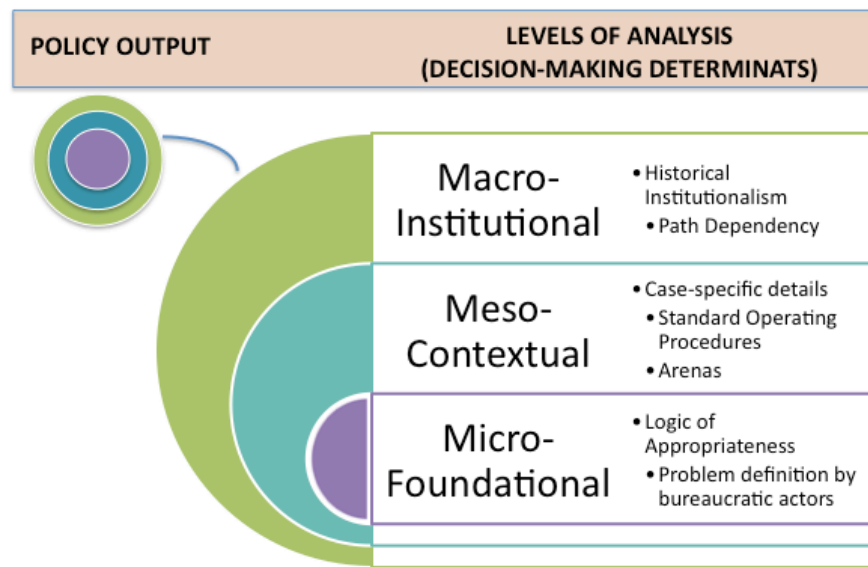 POLICY OUTPUT
LEVELS OF ANALYSIS
(DECISION-MAKING DETERMINATS)
Macro-
Institutional
• Historical
Institutionalism
• Path Dependency
Meso-
Contextual
• Case-specific details
• Standard Operating
Procedures
• Arenas
Micro-
Foundational
• Logic of
Appropriateness
• Problem definition by
bureaucratic actors